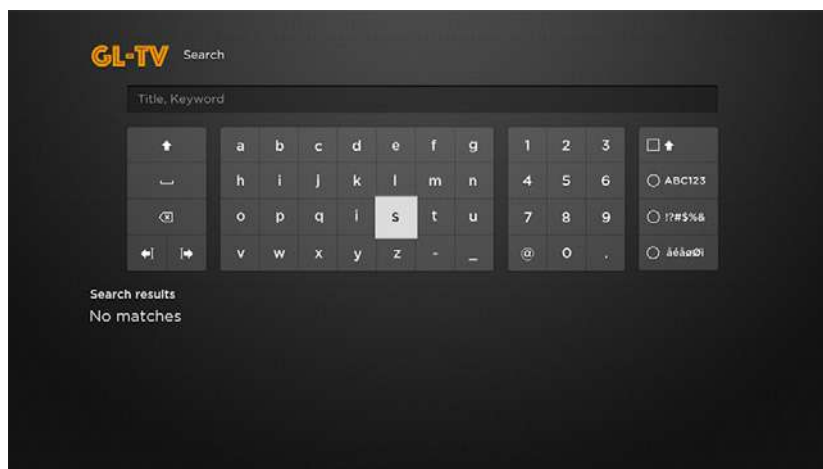 GL-TV Search
Title, Keyword
a b c d e f g 1 2 3
h i j k l m n 4 5 6 ABC123
o p q i s t u 7 8 9 !?#$%&
v w x y z - _ @ 0 . âéåøØì
Search results
No matches